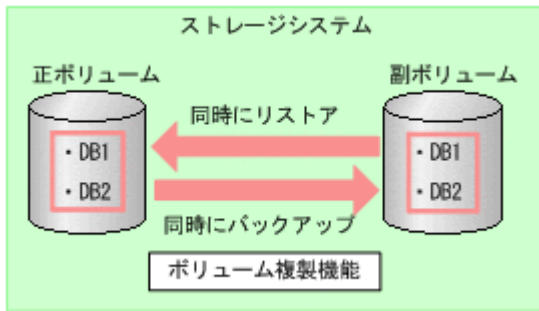 ストレージシステム
正ボリューム
副ボリューム
同時にリストア
・DB1
・DB2
・DB1
・DB2
同時にバックアップ
ボリューム複製機能